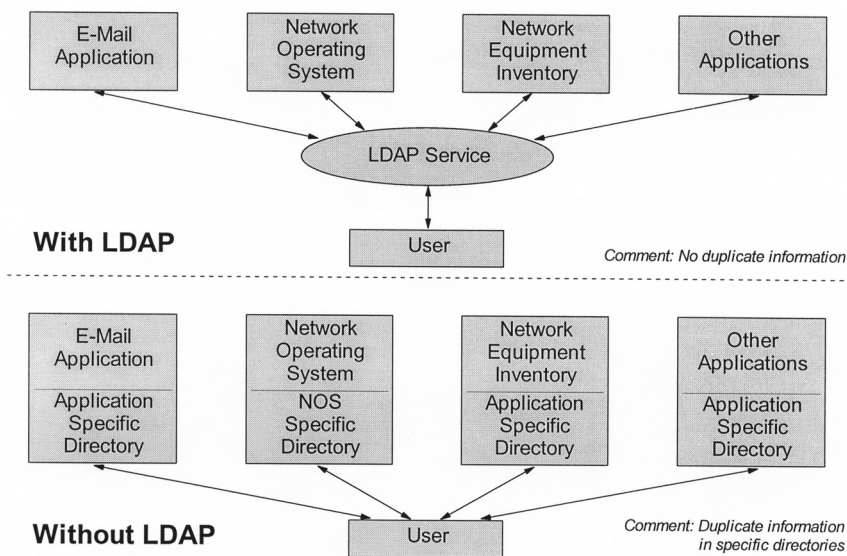 E-Mail
Application
Network
Operating
System
Network
Equipment
Inventory
Other
Applications
LDAP Service
With LDAP
User
Comment: No duplicate information
E-Mail
Application
Application
Specific
Directory
Network
Operating
System
NOS
Specific
Directory
Network
Equipment
Inventory
Application
Specific
Directory
Other
Applications
Application
Specific
Directory
Without LDAP
User
Comment: Duplicate information
in specific directories